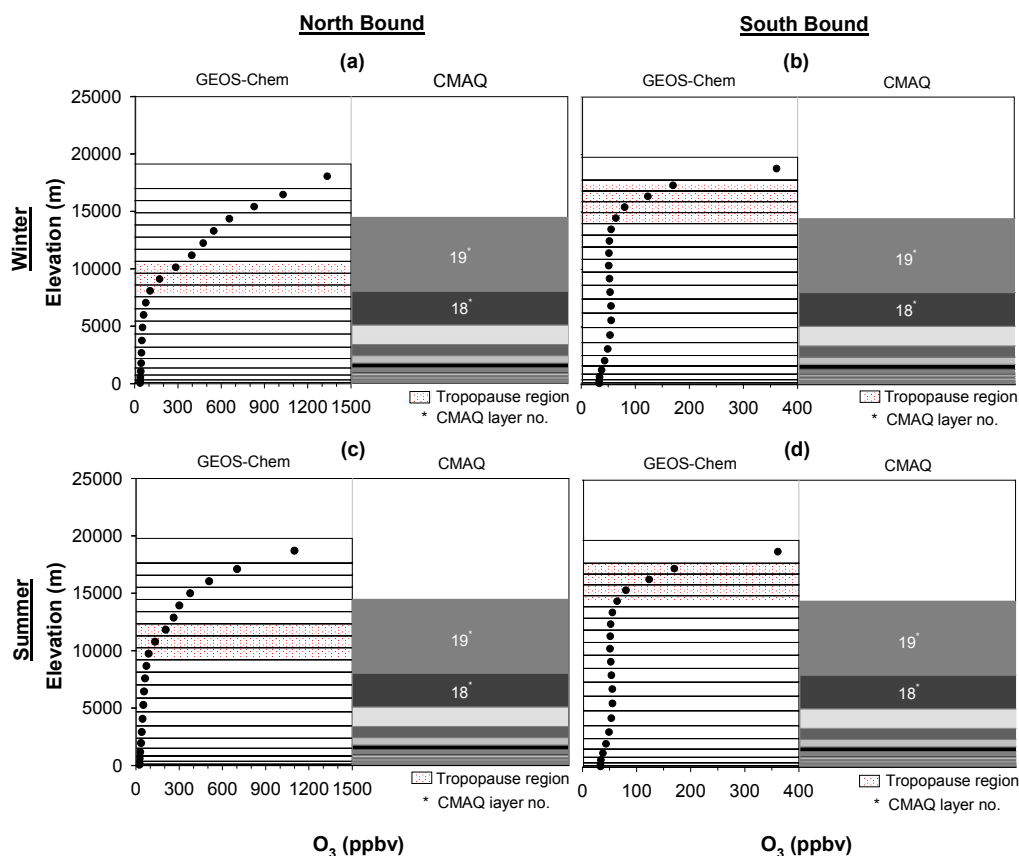 North Bound
South Bound
(a)
(b)
GEOS-Chem
CMAQ
GEOS-Chem
CMAQ
Winter
Elevation (m)
25000
20000
15000
10000
5000
0
19*
18*
19*
18*
0 300 600 900 1200 1500
0 100 200 300 400
Tropopause region
* CMAQ layer no.
Tropopause region
* CMAQ layer no.
(c)
(d)
GEOS-Chem
CMAQ
GEOS-Chem
CMAQ
Summer
Elevation (m)
25000
20000
15000
10000
5000
0
19*
18*
19*
18*
0 300 600 900 1200 1500
0 100 200 300 400
Tropopause region
* CMAQ layer no.
Tropopause region
* CMAQ layer no.
O3 (ppbv)
O3 (ppbv)